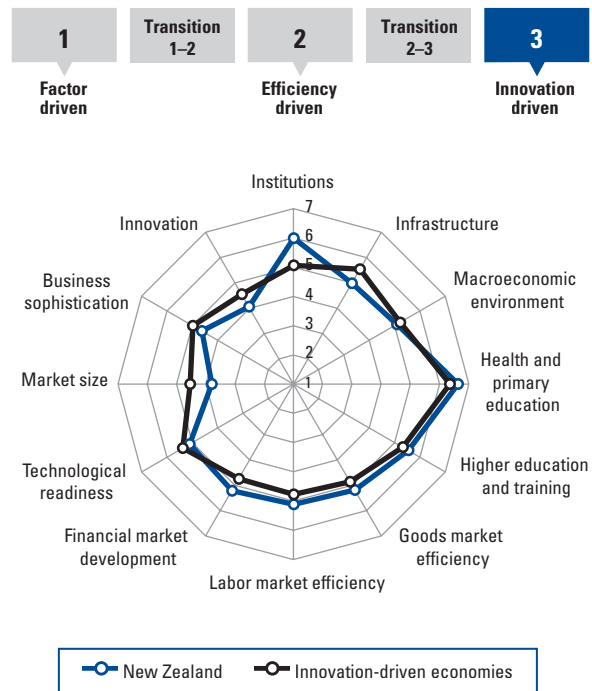 1
Transition
1–2
2
Transition
2–3
3
Factor
driven
Efficiency
driven
Innovation
driven
Institutions
Infrastructure
Macroeconomic
environment
Health and
primary
education
Higher education
and training
Goods market
efficiency
Labor market efficiency
Financial market
development
Technological
readiness
Market size
Business
sophistication
Innovation
7
6
5
4
3
2
1
New Zealand
Innovation-driven economies